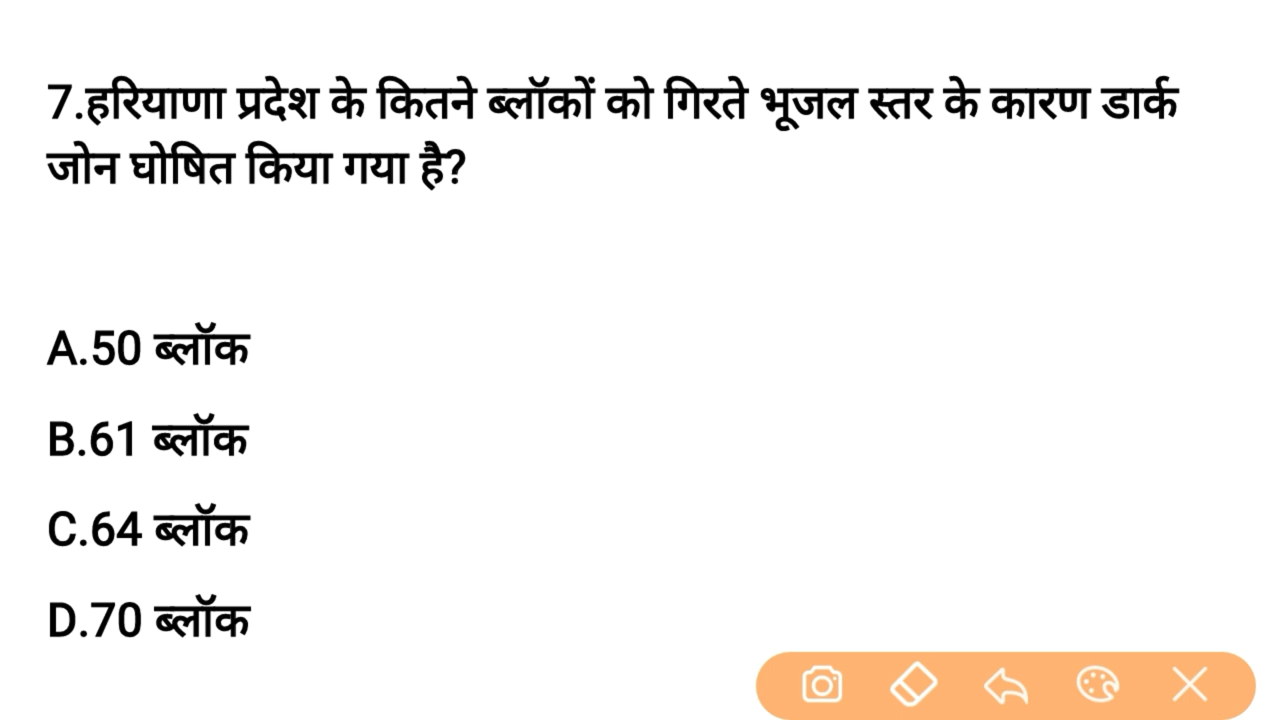 7.हरियाणा प्रदेश के कितने ब्लॉकों को गिरते भूजल स्तर के कारण डार्क
जोन घोषित किया गया है?
A.50 ब्लॉक
B.61 ब्लॉक
C.64 ब्लॉक
D.70 ब्लॉक